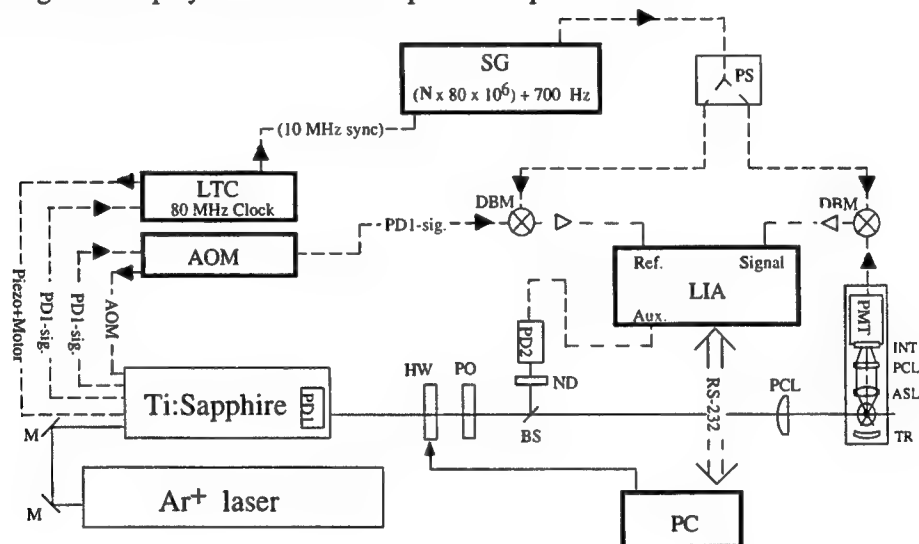 SG
(N x 80 x 10⁶) + 700 Hz
PS
(10 MHz sync)
LTC
80 MHz Clock
DBM
DBM
PD1-sig.
AOM
Ref. Signal
LIA
Aux.
Piezo+Motor
PD1-sig.
PD1-sig.
AOM
PD2
PMT
INT
PCL
ASL
TR
HW
PO
ND
BS
RS-232
PCL
Ti:Sapphire
PD1
M
M
Ar+ laser
PC